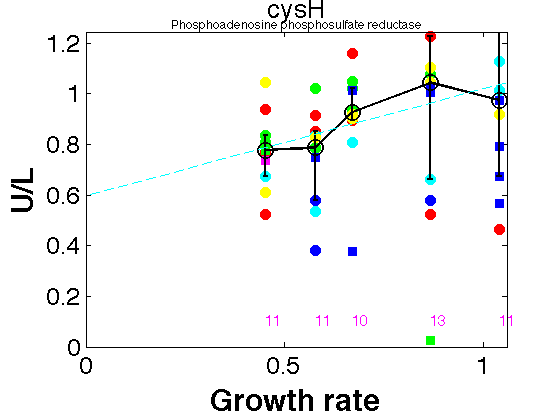 cysH
Phosphoadenosine phosphosulfate reductase
1.2
1
0.8
0.6
0.4
0.2
0
U/L
11 11 10 13 11
0 0.5 1
Growth rate